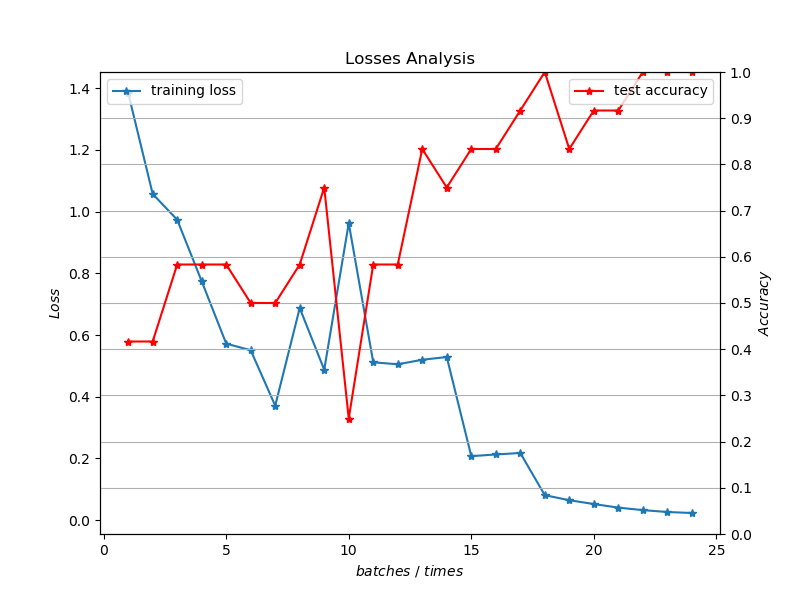 Losses Analysis
training loss
test accuracy
1.4
1.2
1.0
0.8
0.6
0.4
0.2
0.0
Loss
1.0
0.9
0.8
0.7
0.6
0.5
0.4
0.3
0.2
0.1
0.0
Accuracy
0 5 10 15 20 25
batches / times